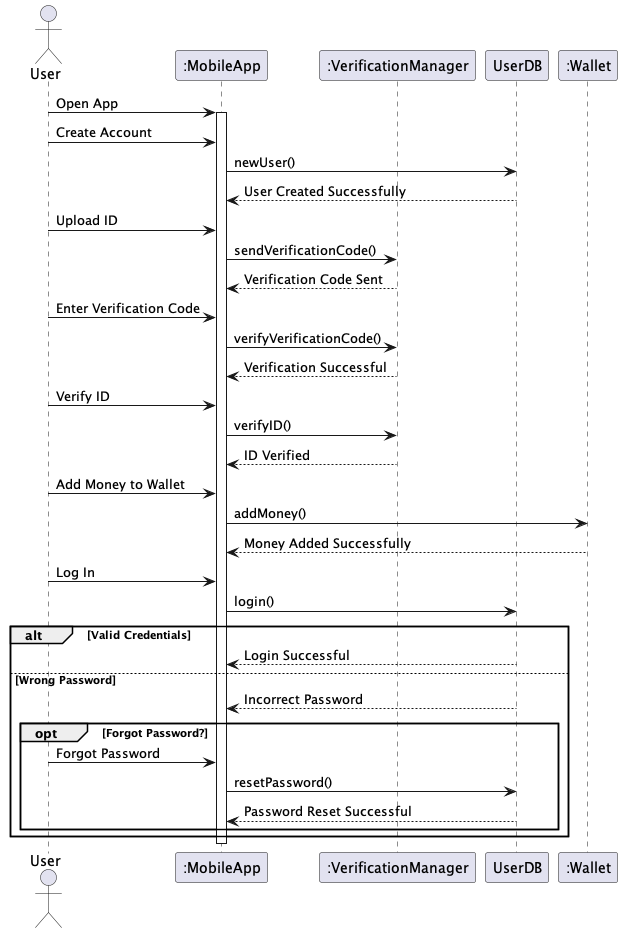 User
:MobileApp
:VerificationManager
UserDB
:Wallet
Open App
Create Account
newUser()
User Created Successfully
Upload ID
sendVerificationCode()
Verification Code Sent
Enter Verification Code
verifyVerificationCode()
Verification Successful
Verify ID
verifyID()
ID Verified
Add Money to Wallet
addMoney()
Money Added Successfully
Log In
login()
alt
[Valid Credentials]
Login Successful
[Wrong Password]
Incorrect Password
opt
[Forgot Password?]
Forgot Password
resetPassword()
Password Reset Successful
User
:MobileApp
:VerificationManager
UserDB
:Wallet